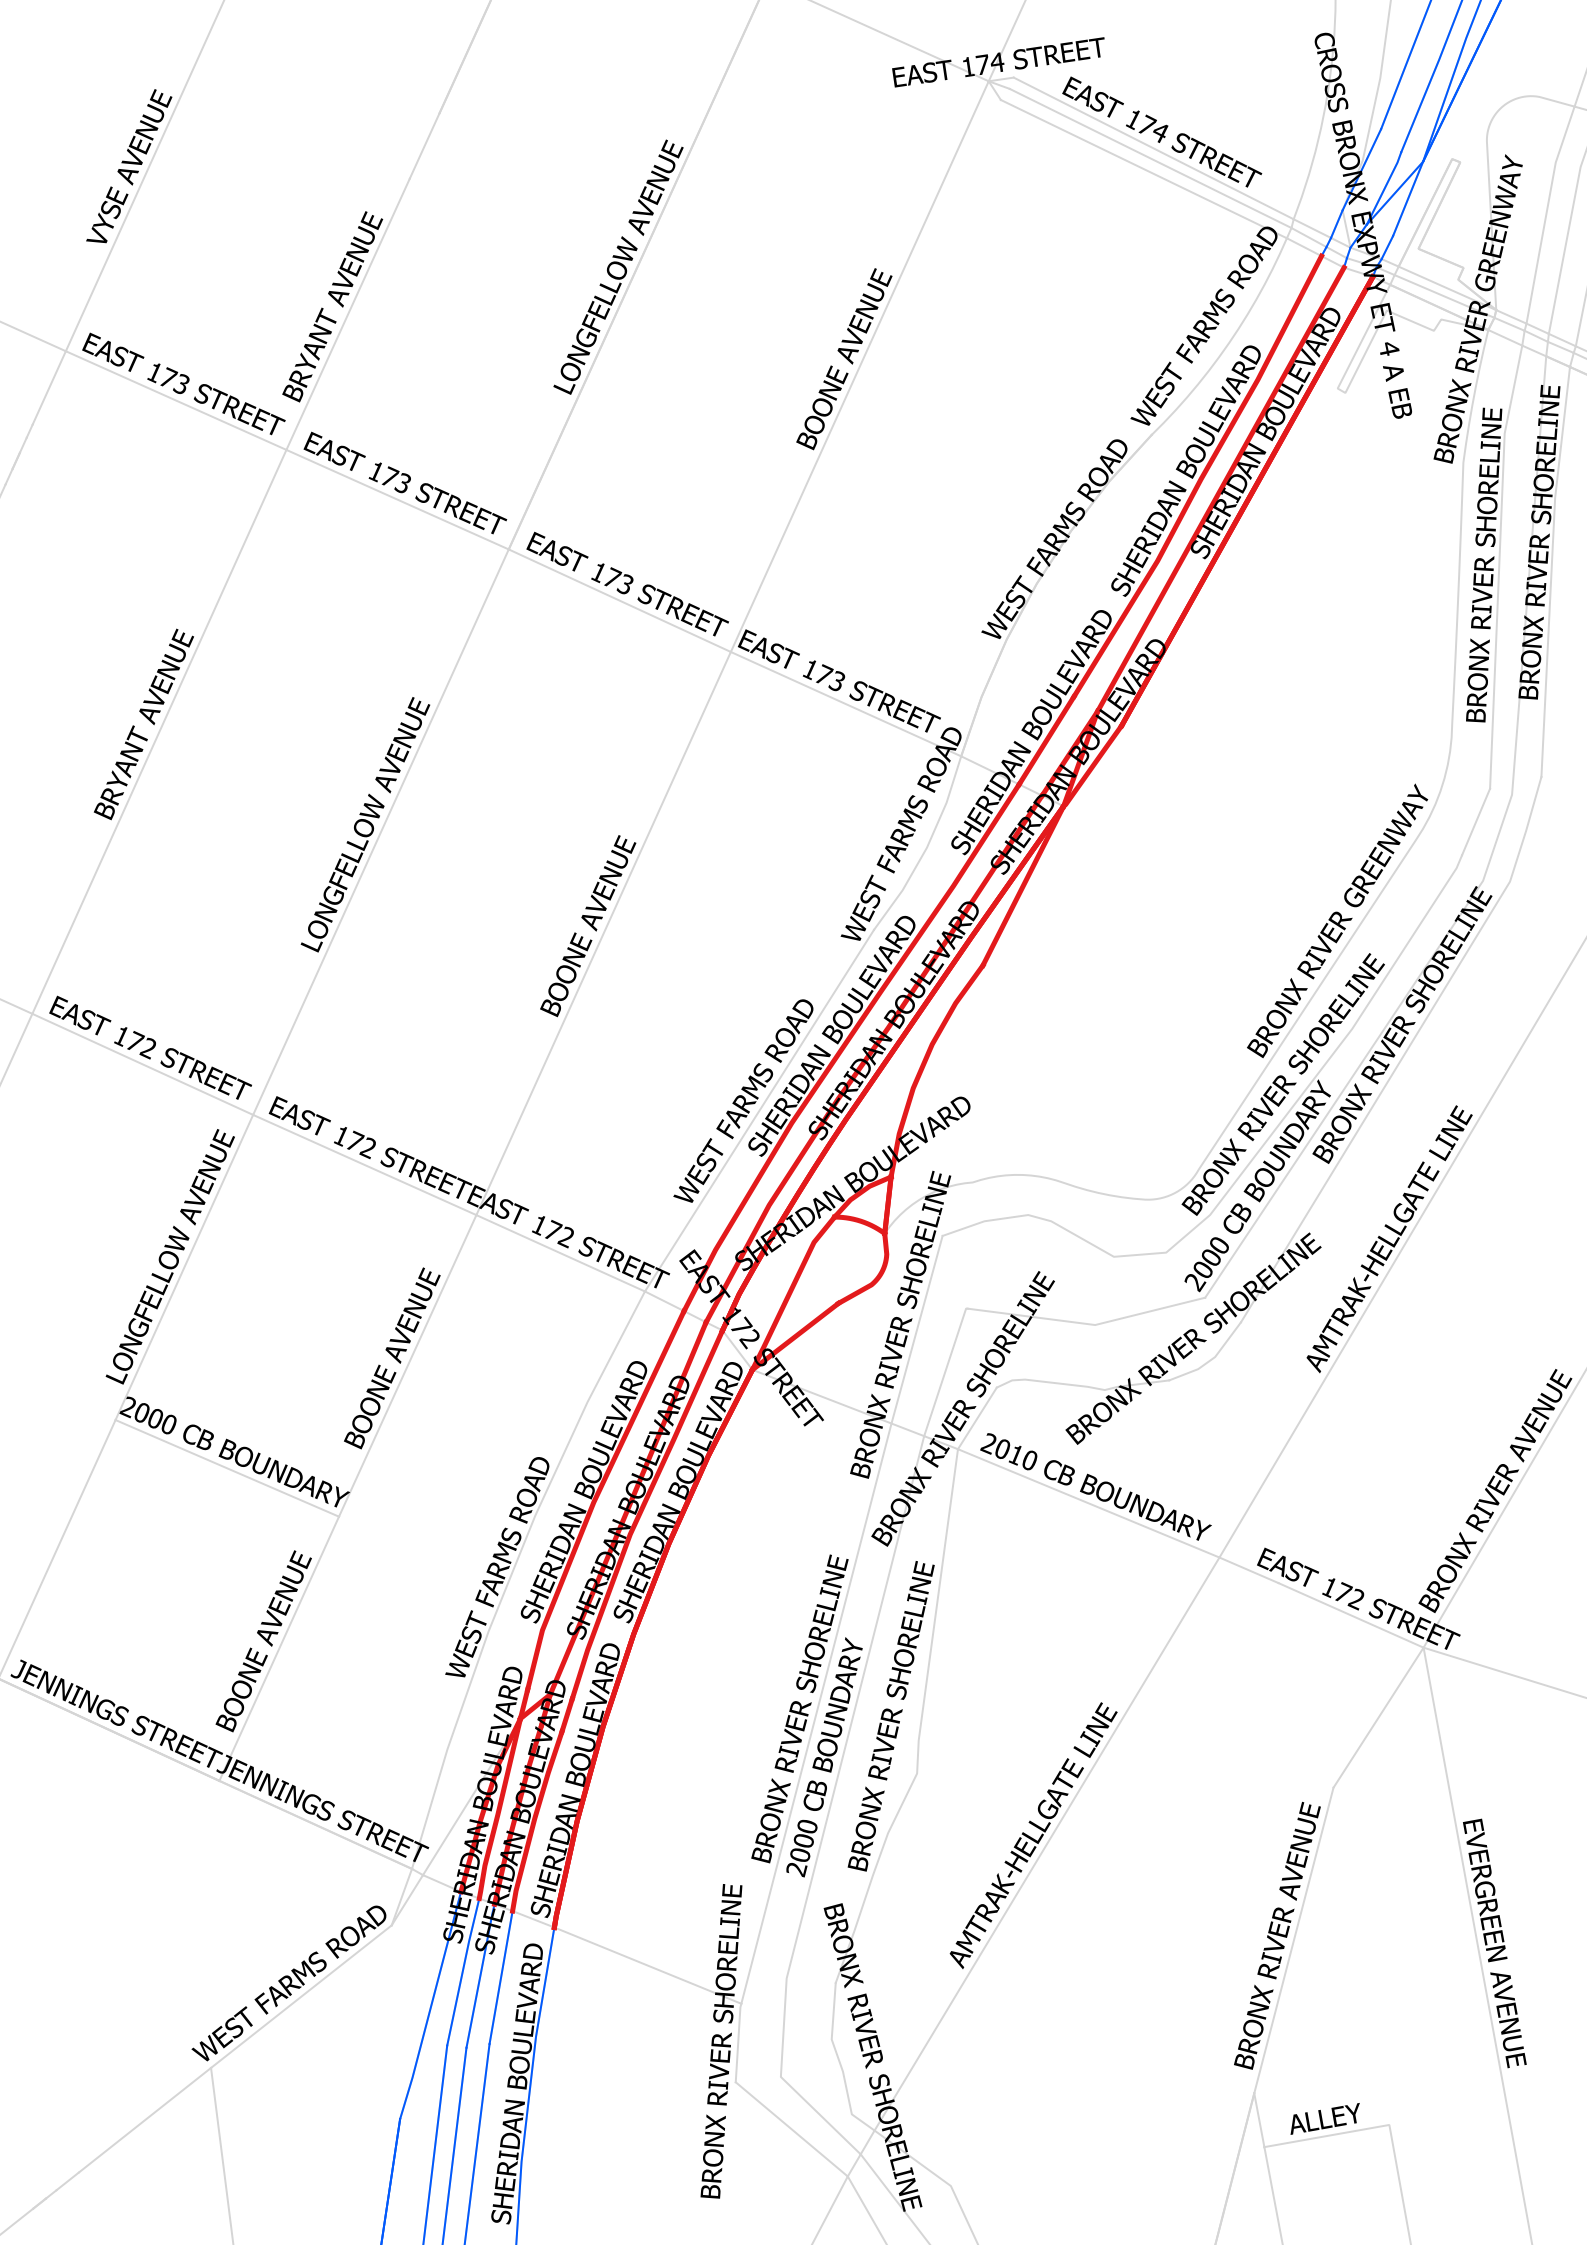 EAST 174 STREET
EAST 174 STREET
CROSS BRONX EXPWY ET 4 A EB
VYSE AVENUE
BRYANT AVENUE
LONGFELLOW AVENUE
BOONE AVENUE
WEST FARMS ROAD
BRONX RIVER GREENWAY
EAST 173 STREET
EAST 173 STREET
EAST 173 STREET
EAST 173 STREET
WEST FARMS ROAD
SHERIDAN BOULEVARD
SHERIDAN BOULEVARD
BRONX RIVER SHORELINE
BRONX RIVER SHORELINE
BRYANT AVENUE
LONGFELLOW AVENUE
BOONE AVENUE
WEST FARMS ROAD
SHERIDAN BOULEVARD
SHERIDAN BOULEVARD
BRONX RIVER GREENWAY
BRONX RIVER SHORELINE
BRONX RIVER SHORELINE
2000 CB BOUNDARY
EAST 172 STREET
EAST 172 STREET
EAST 172 STREET
EAST 172 STREET
WEST FARMS ROAD
SHERIDAN BOULEVARD
SHERIDAN BOULEVARD
SHERIDAN BOULEVARD
BRONX RIVER SHORELINE
BRONX RIVER SHORELINE
BRONX RIVER SHORELINE
AMTRAK-HELLGATE LINE
LONGFELLOW AVENUE
BOONE AVENUE
2000 CB BOUNDARY
WEST FARMS ROAD
SHERIDAN BOULEVARD
SHERIDAN BOULEVARD
SHERIDAN BOULEVARD
2010 CB BOUNDARY
EAST 172 STREET
BRONX RIVER AVENUE
BOONE AVENUE
JENNINGS STREET
JENNINGS STREET
SHERIDAN BOULEVARD
SHERIDAN BOULEVARD
SHERIDAN BOULEVARD
BRONX RIVER SHORELINE
2000 CB BOUNDARY
BRONX RIVER SHORELINE
AMTRAK-HELLGATE LINE
BRONX RIVER AVENUE
EVERGREEN AVENUE
WEST FARMS ROAD
SHERIDAN BOULEVARD
BRONX RIVER SHORELINE
BRONX RIVER SHORELINE
ALLEY